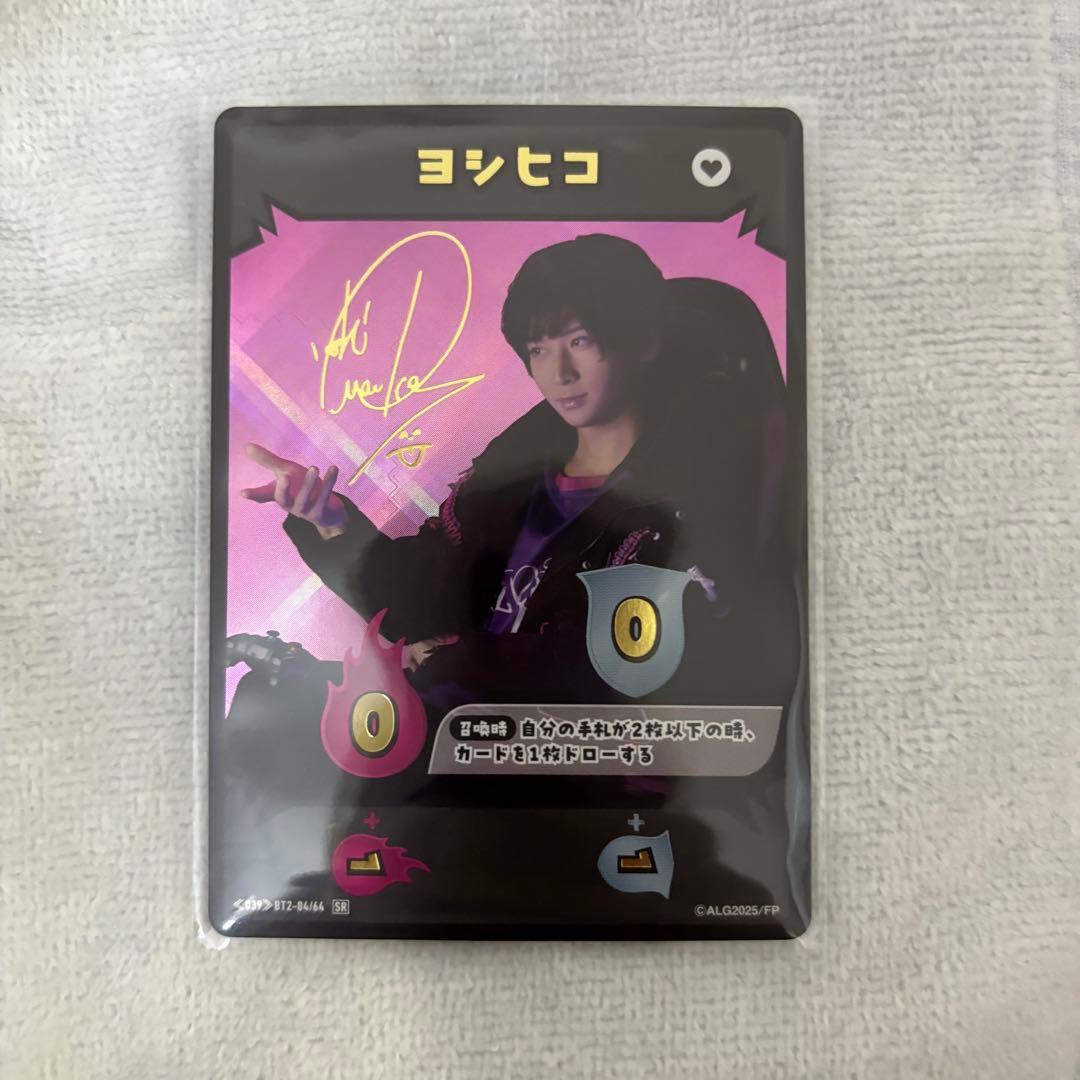 ヨシヒコ
0
0
召喚時 自分の手札が2枚以下の時、
カードを1枚ドローする
+ +
1 1
≪039≫ BT2-04/64 SR
©ALG2025/FP